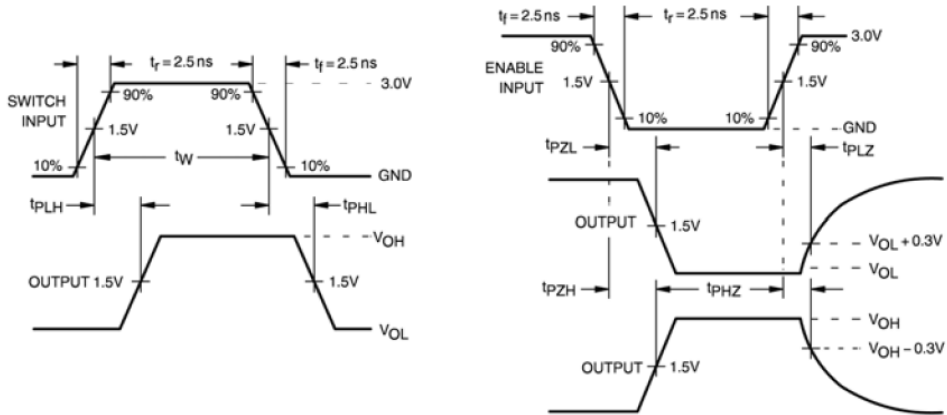 tr = 2.5 ns
tf = 2.5 ns
3.0V
90%
90%
SWITCH
INPUT
1.5V
1.5V
tW
10%
10%
GND
tPLH
tPHL
VOH
OUTPUT 1.5V
1.5V
VOL
tf = 2.5 ns
tr = 2.5 ns
3.0V
90%
90%
ENABLE
INPUT
1.5V
1.5V
10%
10%
GND
tPZL
tPLZ
OUTPUT
1.5V
VOL + 0.3V
VOL
tPZH
tPHZ
VOH
VOH – 0.3V
OUTPUT
1.5V